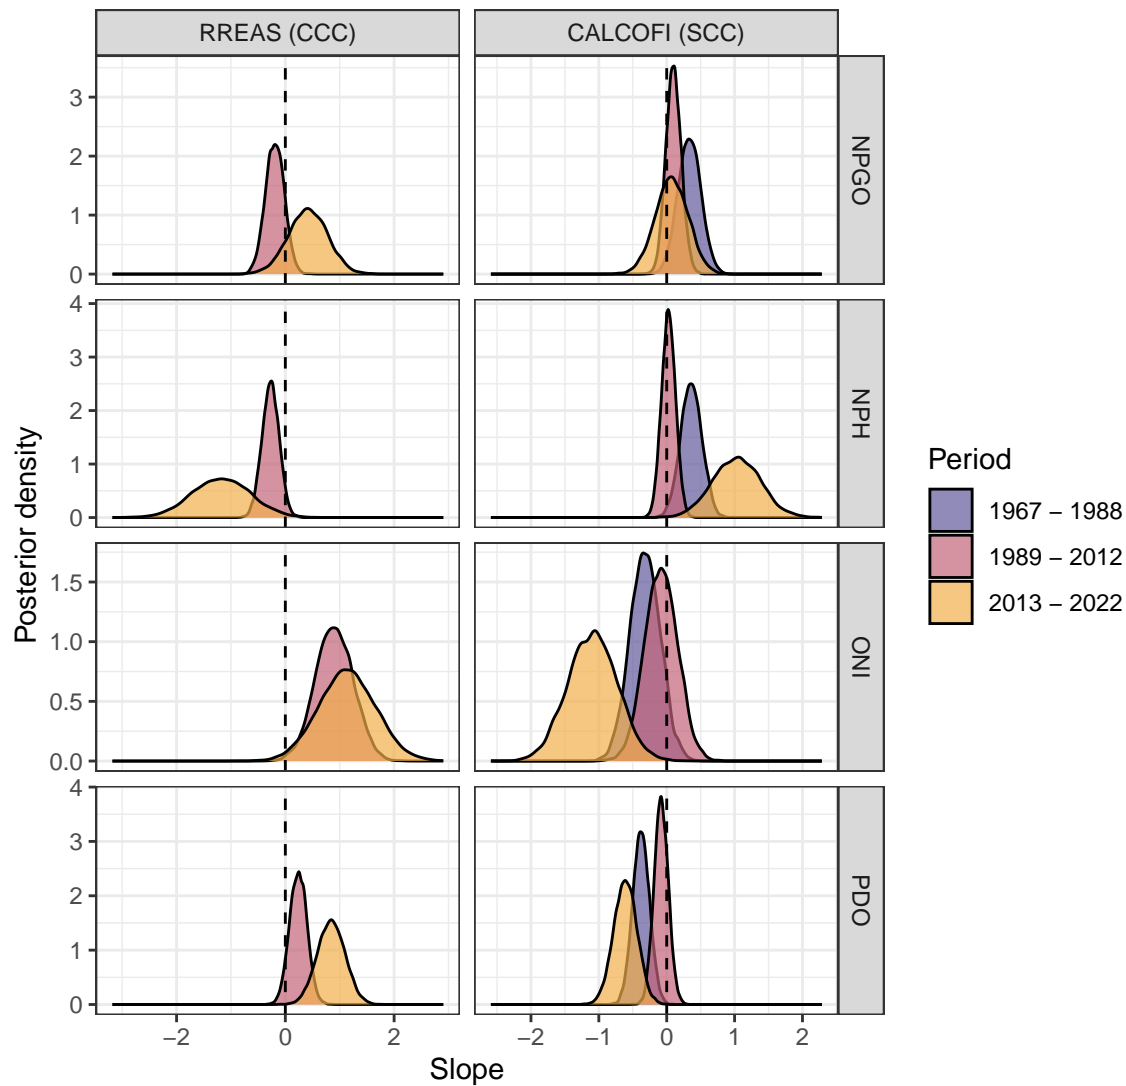 RREAS (CCC)
CALCOFI (SCC)
NPGO
0
1
2
3
NPH
0
1
2
3
4
ONI
0.0
0.5
1.0
1.5
PDO
0
1
2
3
4
−2
0
2
−2
−1
0
1
2
Slope
Posterior density
Period
1967 − 1988
1989 − 2012
2013 − 2022